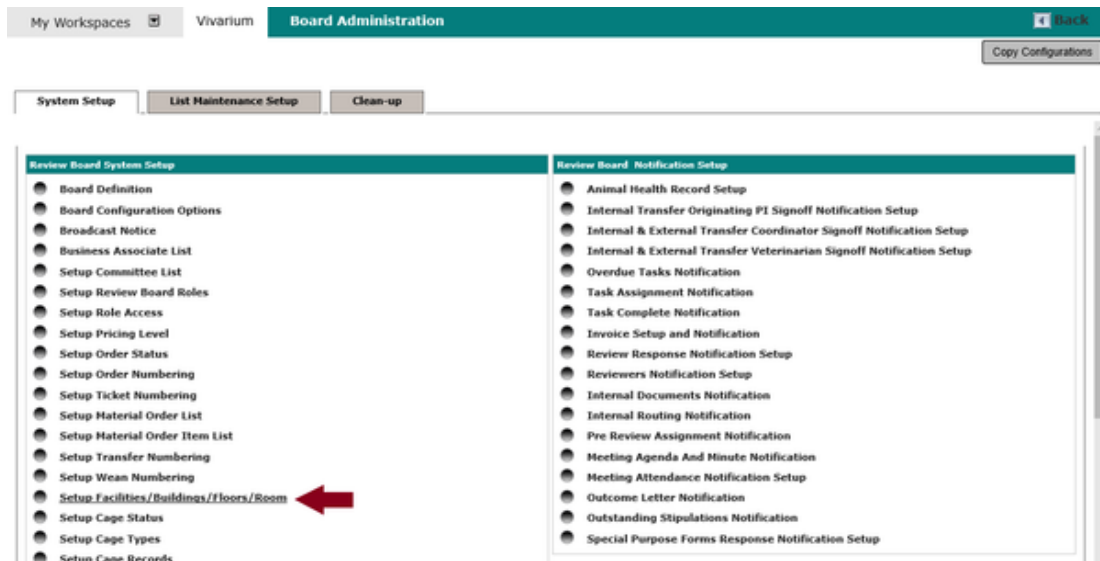 My Workspaces Vivarium Board Administration Back
Copy Configurations
System Setup List Maintenance Setup Clean-up
Review Board System Setup
Board Definition
Board Configuration Options
Broadcast Notice
Business Associate List
Setup Committee List
Setup Review Board Roles
Setup Role Access
Setup Pricing Level
Setup Order Status
Setup Order Numbering
Setup Ticket Numbering
Setup Material Order List
Setup Material Order Item List
Setup Transfer Numbering
Setup Wean Numbering
Setup Facilities/Buildings/Floors/Room
Setup Cage Status
Setup Cage Types
Setup Cage Records
Review Board Notification Setup
Animal Health Record Setup
Internal Transfer Originating PI Signoff Notification Setup
Internal & External Transfer Coordinator Signoff Notification Setup
Internal & External Transfer Veterinarian Signoff Notification Setup
Overdue Tasks Notification
Task Assignment Notification
Task Complete Notification
Invoice Setup and Notification
Review Response Notification Setup
Reviewers Notification Setup
Internal Documents Notification
Internal Routing Notification
Pre Review Assignment Notification
Meeting Agenda And Minute Notification
Meeting Attendance Notification Setup
Outcome Letter Notification
Outstanding Stipulations Notification
Special Purpose Forms Response Notification Setup